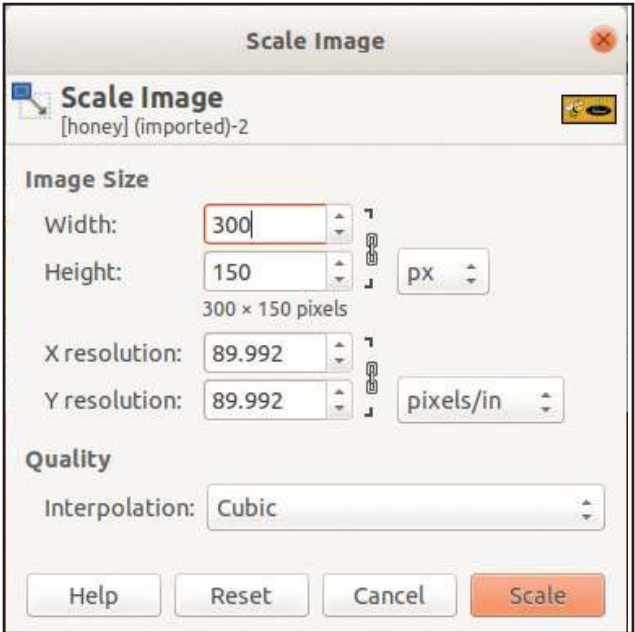 Scale Image
Scale Image
[honey] (imported)-2
Image Size
Width: 300
Height: 150 px
300 × 150 pixels
X resolution: 89.992
Y resolution: 89.992 pixels/in
Quality
Interpolation: Cubic
Help Reset Cancel Scale